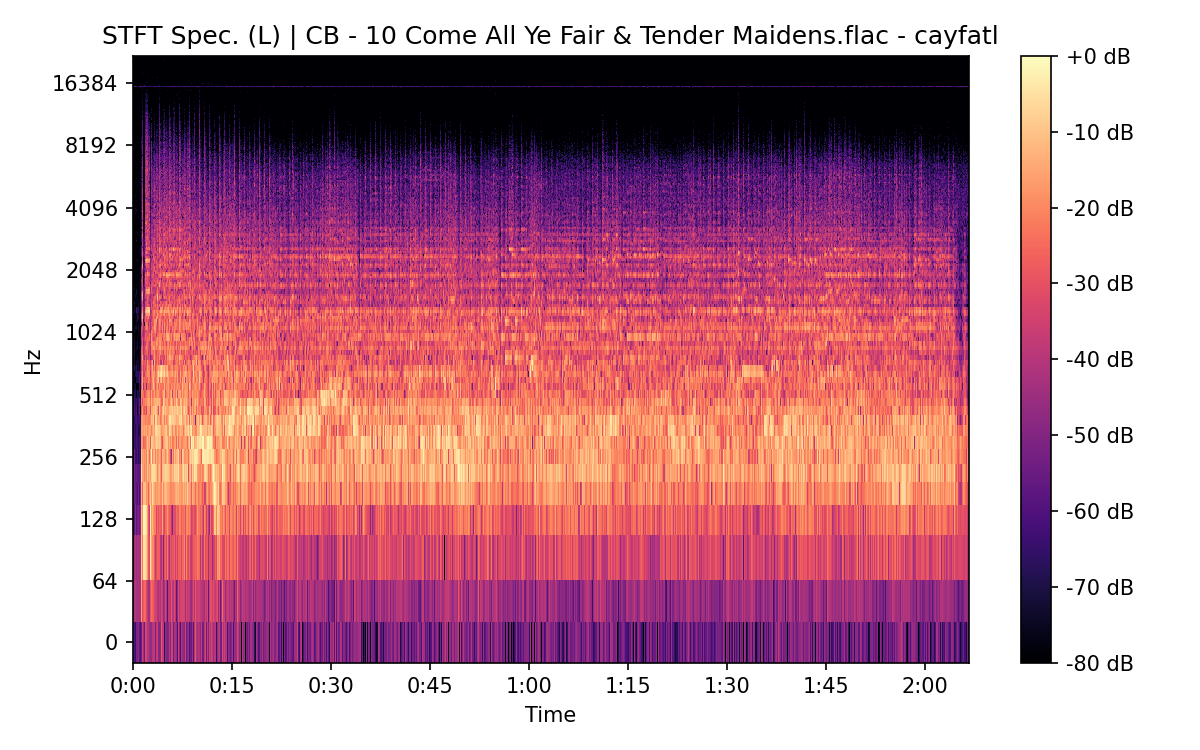 STFT Spec. (L) | CB - 10 Come All Ye Fair & Tender Maidens.flac - cayfatl
16384
8192
4096
2048
1024
512
256
128
64
0
Hz
0:00 0:15 0:30 0:45 1:00 1:15 1:30 1:45 2:00
Time
+0 dB
-10 dB
-20 dB
-30 dB
-40 dB
-50 dB
-60 dB
-70 dB
-80 dB